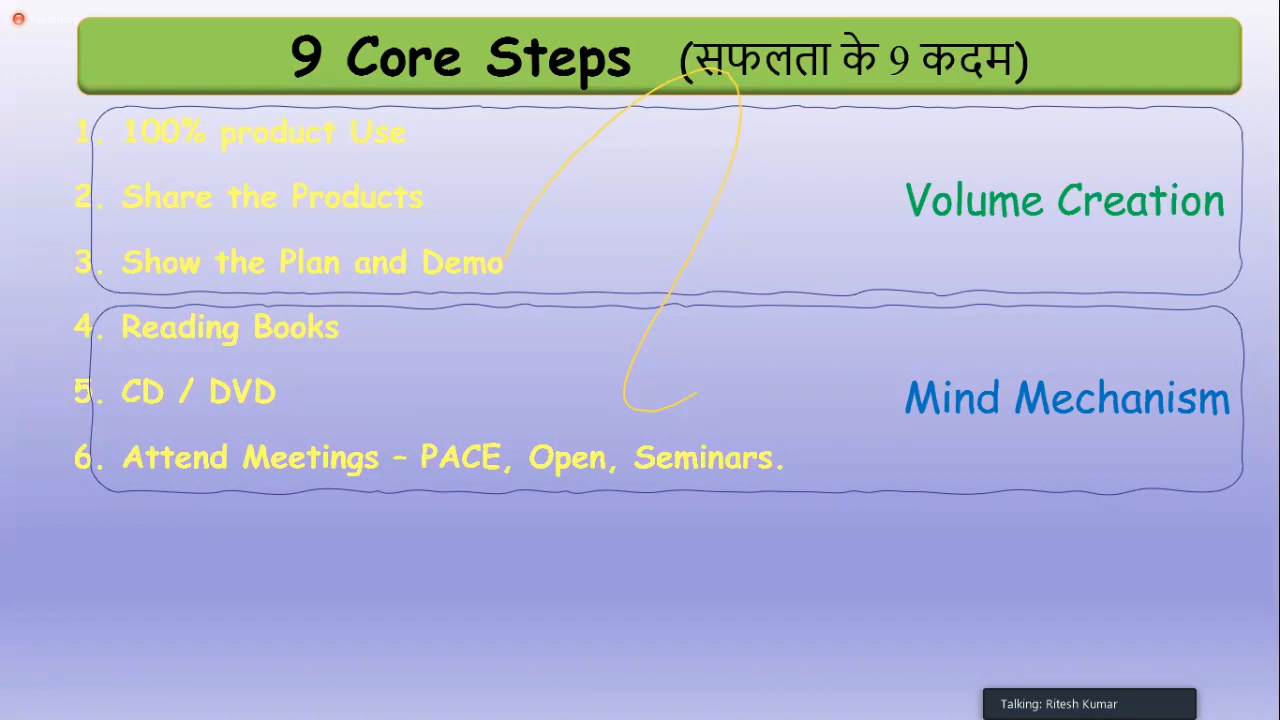 Recording
9 Core Steps (सफलता के 9 कदम)
1. 100% product Use
2. Share the Products
Volume Creation
3. Show the Plan and Demo
4. Reading Books
5. CD / DVD
Mind Mechanism
6. Attend Meetings – PACE, Open, Seminars.
Talking: Ritesh Kumar